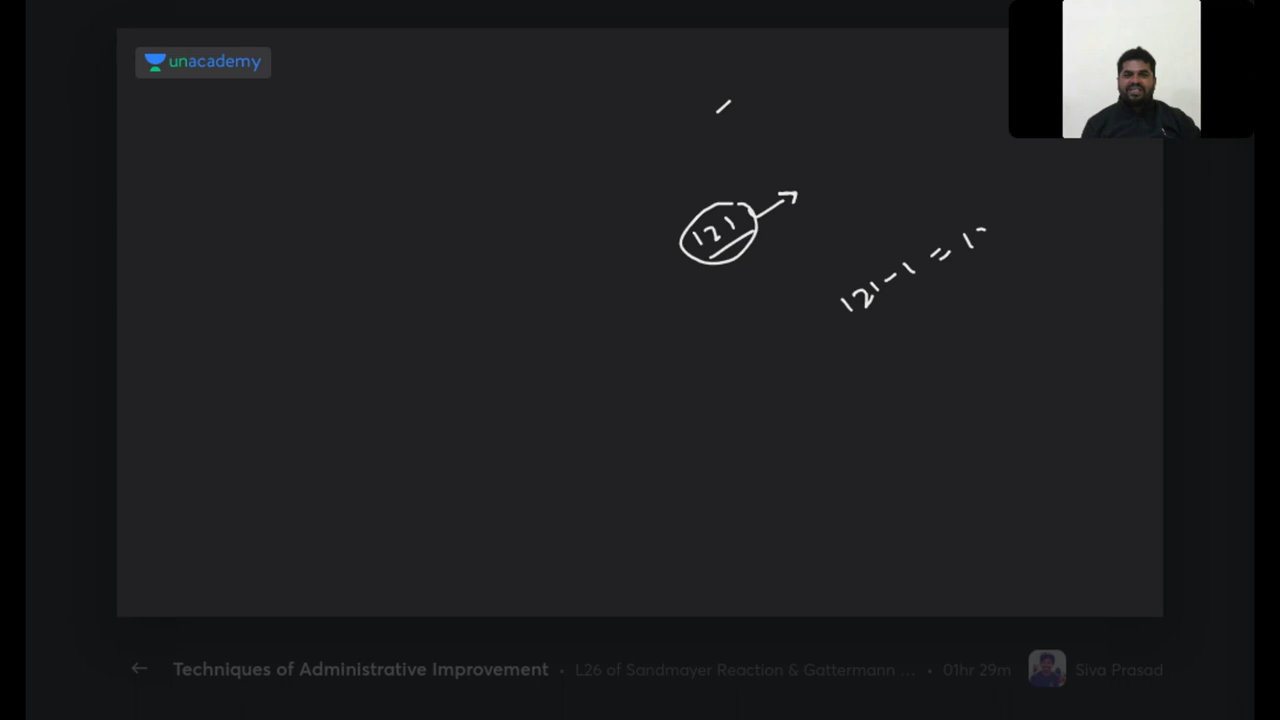 unacademy
121
121 - 1 = 1
← Techniques of Administrative Improvement • L26 of Sandmayer Reaction & Gattermann ... • 01hr 29m Siva Prasad